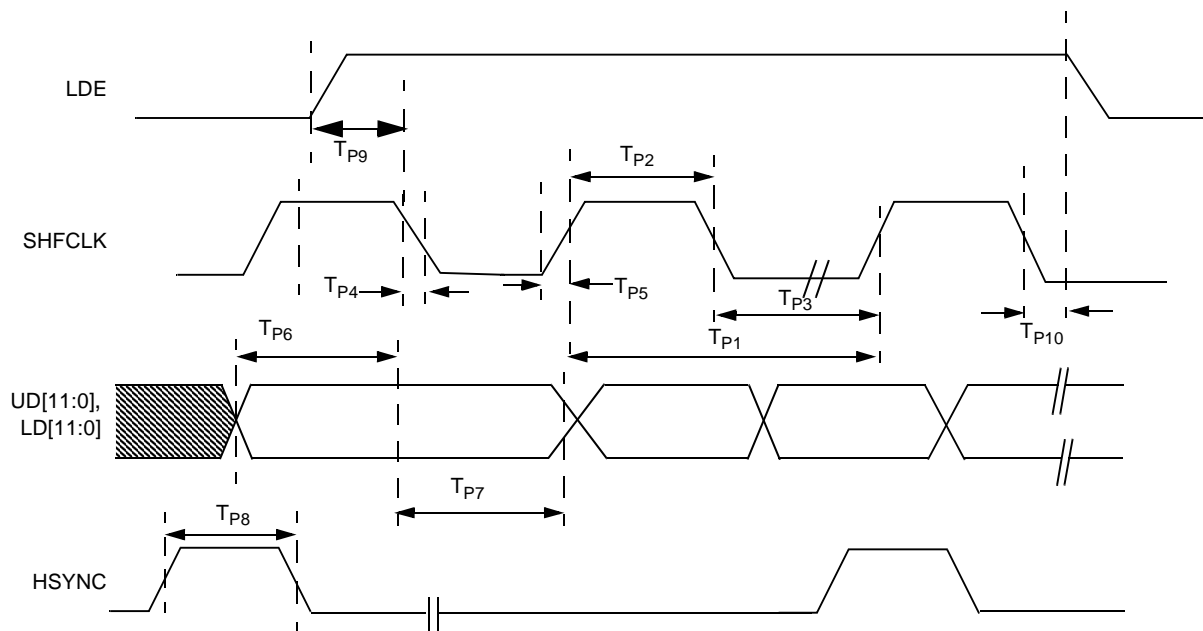 LDE
TP9
TP2
SHFCLK
TP4
TP5
TP3
TP10
TP6
TP1
UD[11:0],
LD[11:0]
TP7
TP8
HSYNC